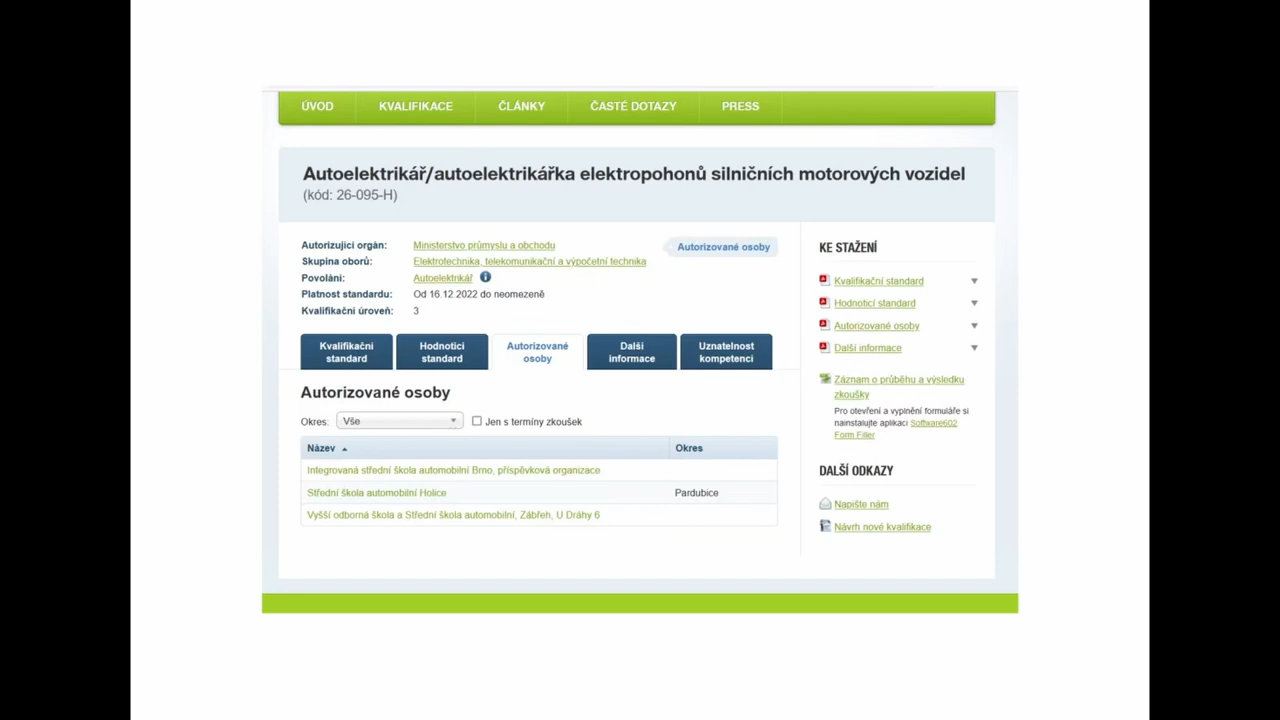 ÚVOD KVALIFIKACE ČLÁNKY ČASTÉ DOTAZY PRESS
Autoelektrikář/autoelektrikářka elektropohonů silničních motorových vozidel
(kód: 26-095-H)
Autorizující orgán: Ministerstvo průmyslu a obchodu
Autorizované osoby
Skupina oborů: Elektrotechnika, telekomunikační a výpočetní technika
Povolání: Autoelektrikář
Platnost standardu: Od 16.12.2022 do neomezeně
Kvalifikační úroveň: 3
Kvalifikační standard
Hodnoticí standard
Autorizované osoby
Další informace
Uznatelnost kompetencí
Autorizované osoby
Okres: Vše Jen s termíny zkoušek
Název Okres
Integrovaná střední škola automobilní Brno, příspěvková organizace
Střední škola automobilní Holice Pardubice
Vyšší odborná škola a Střední škola automobilní, Zábřeh, U Dráhy 6
KE STAŽENÍ
Kvalifikační standard
Hodnoticí standard
Autorizované osoby
Další informace
Záznam o průběhu a výsledku
zkoušky
Pro otevření a vyplnění formuláře si
nainstalujte aplikaci Software602
Form Filler
DALŠÍ ODKAZY
Napište nám
Návrh nové kvalifikace